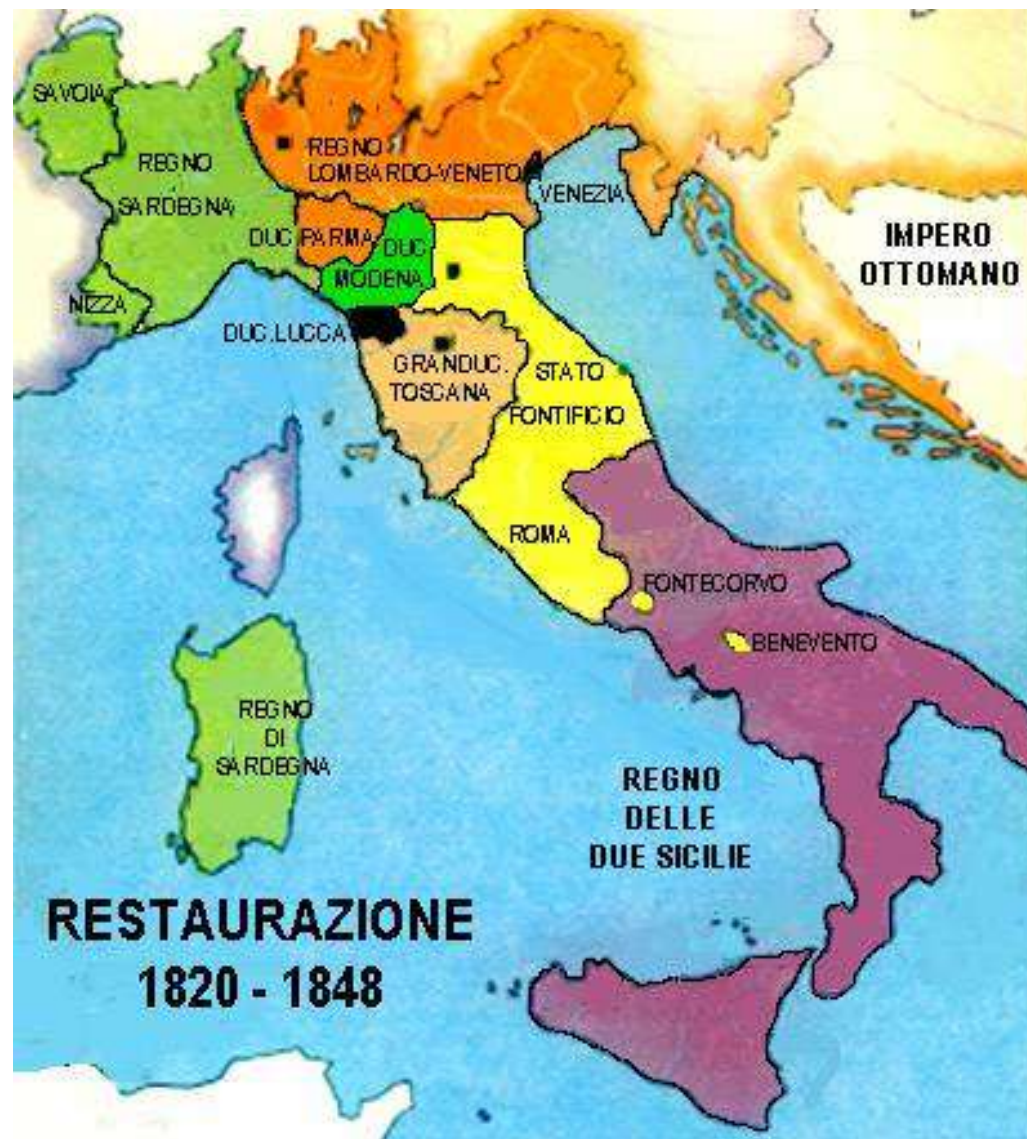 SAVOIA
REGNO
SARDEGNA
REGNO
LOMBARDO-VENETO
VENEZIA
DUC. PARMA
DUC.
MODENA
NIZZA
DUC. LUCCA
GRANDUC.
TOSCANA
STATO
PONTIFICIO
ROMA
IMPERO
OTTOMANO
PONTECORVO
BENEVENTO
REGNO
DI
SARDEGNA
REGNO
DELLE
DUE SICILIE
RESTAURAZIONE
1820 - 1848